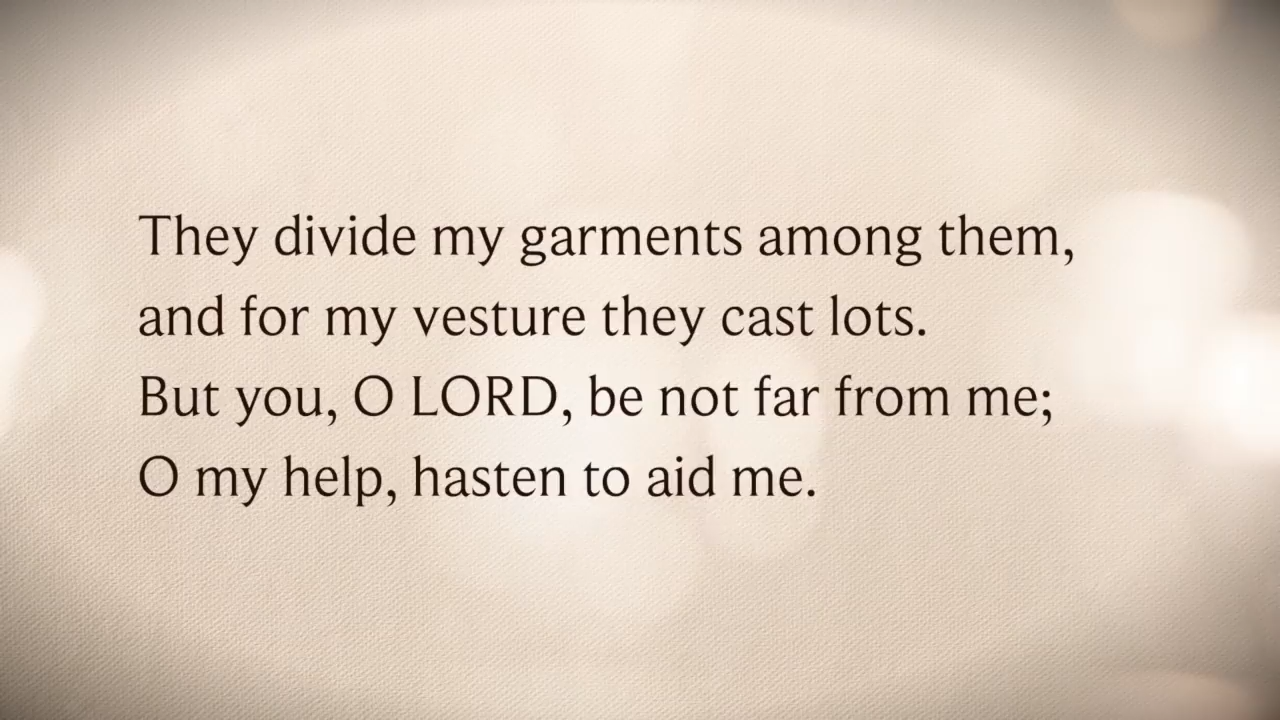 They divide my garments among them,
and for my vesture they cast lots.
But you, O LORD, be not far from me;
O my help, hasten to aid me.